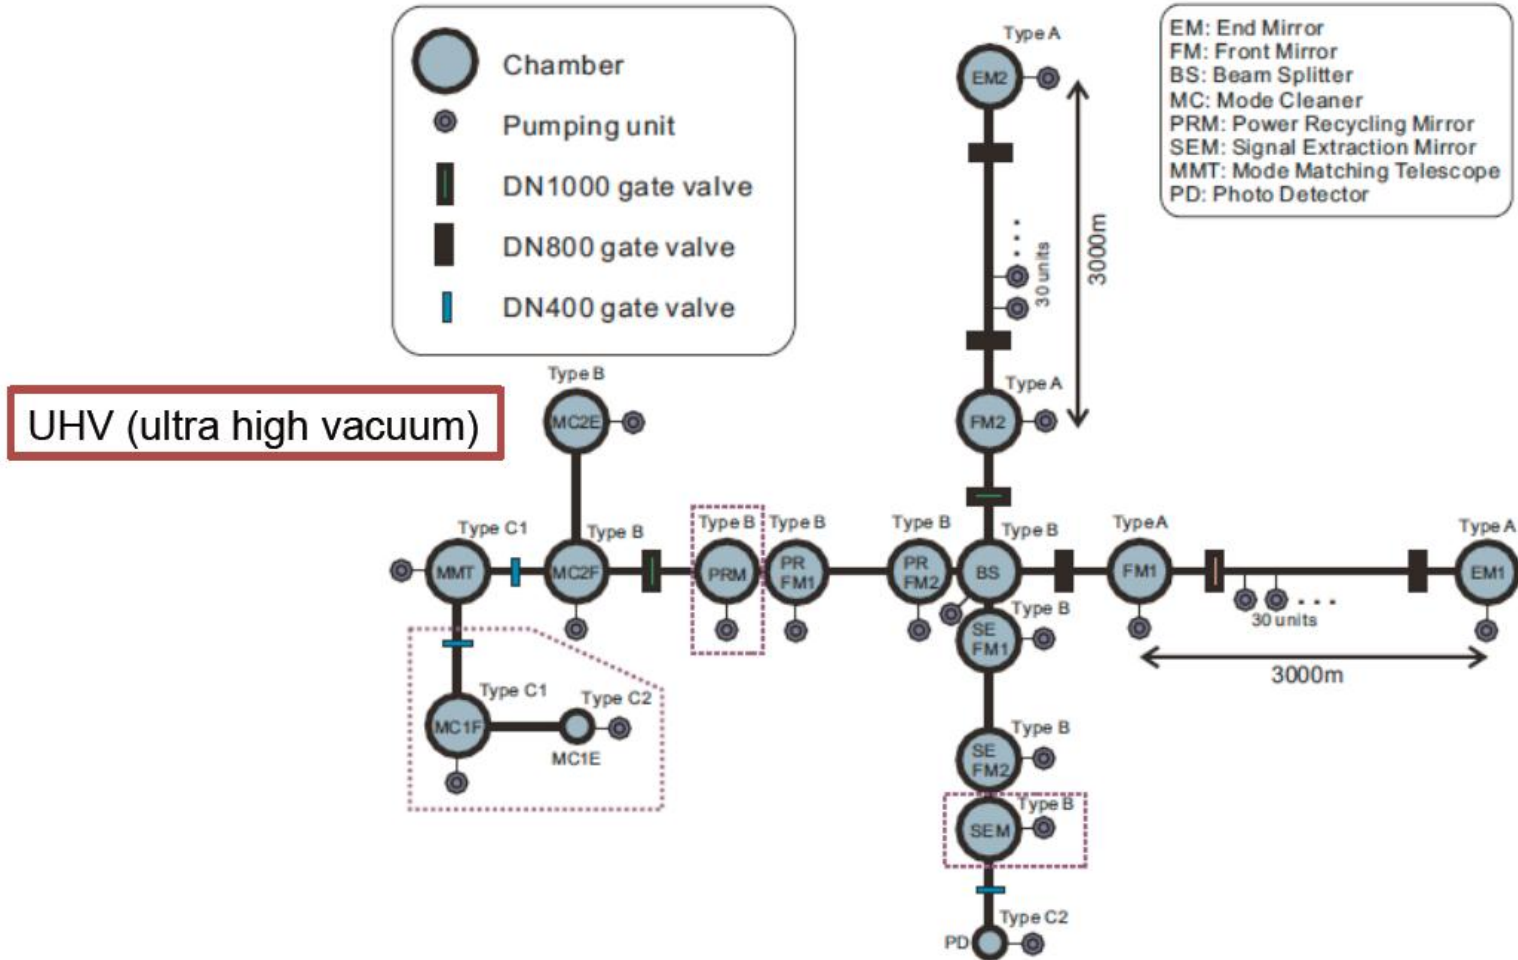 Chamber
Pumping unit
DN1000 gate valve
DN800 gate valve
DN400 gate valve
EM: End Mirror
FM: Front Mirror
BS: Beam Splitter
MC: Mode Cleaner
PRM: Power Recycling Mirror
SEM: Signal Extraction Mirror
MMT: Mode Matching Telescope
PD: Photo Detector
UHV (ultra high vacuum)
Type A
EM2
3000m
30 units
Type A
FM2
Type B
MC2E
Type C1
MMT
Type B
MC2F
Type B
PRM
Type B
PR
FM1
Type B
PR
FM2
Type B
BS
Type A
FM1
30 units
3000m
Type A
EM1
Type B
SE
FM1
Type C1
MC1F
Type C2
MC1E
Type B
SE
FM2
Type B
SEM
Type C2
PD